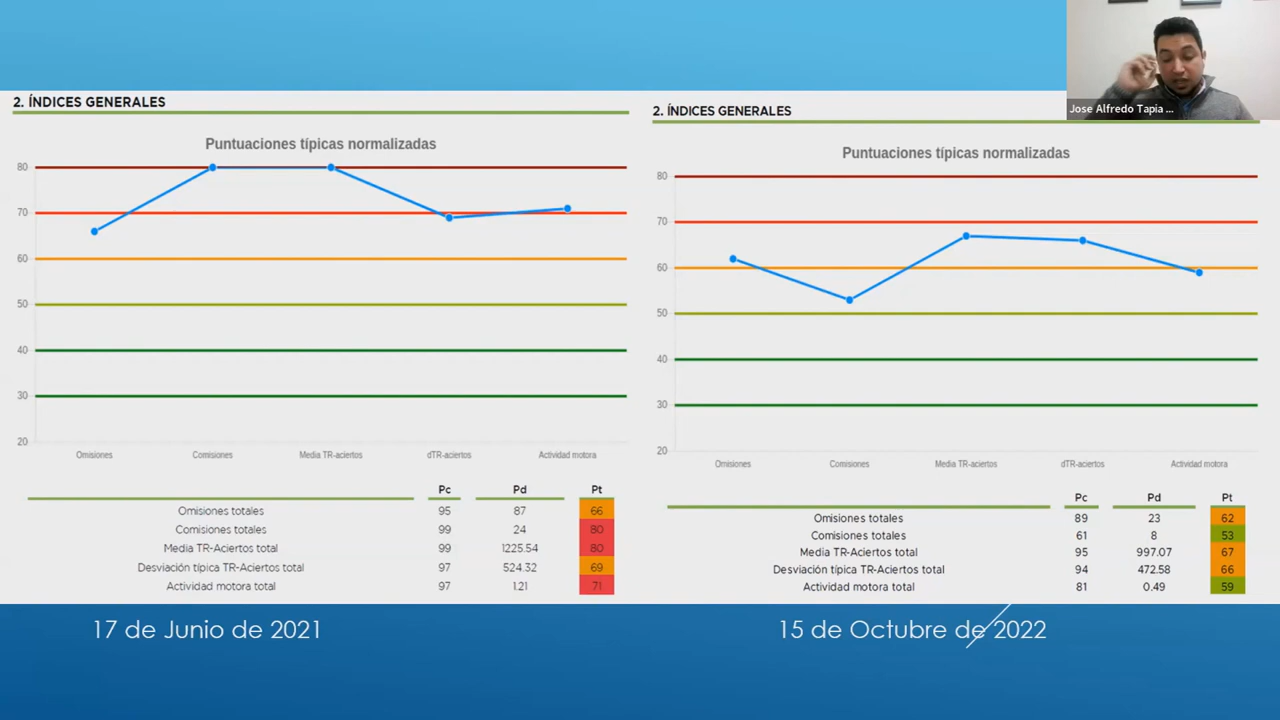 Jose Alfredo Tapia ...
2. ÍNDICES GENERALES
Puntuaciones típicas normalizadas
80
70
60
50
40
30
20
Omisiones Comisiones Media TR-aciertos dTR-aciertos Actividad motora
Pc Pd Pt
Omisiones totales 95 87 66
Comisiones totales 99 24 80
Media TR-Aciertos total 99 1225.54 80
Desviación típica TR-Aciertos total 97 524.32 69
Actividad motora total 97 1.21 71
17 de Junio de 2021
2. ÍNDICES GENERALES
Puntuaciones típicas normalizadas
80
70
60
50
40
30
20
Omisiones Comisiones Media TR-aciertos dTR-aciertos Actividad motora
Pc Pd Pt
Omisiones totales 89 23 62
Comisiones totales 61 8 53
Media TR-Aciertos total 95 997.07 67
Desviación típica TR-Aciertos total 94 472.58 66
Actividad motora total 81 0.49 59
15 de Octubre de 2022